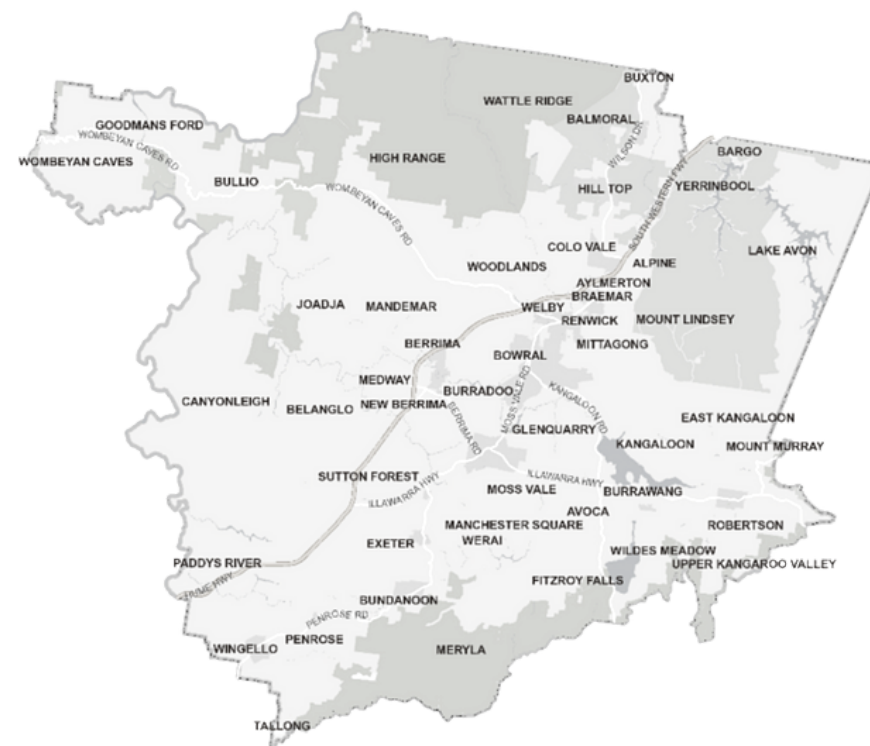 BUXTON
WATTLE RIDGE
BALMORAL
GOODMANS FORD
WILSON DR
WOMBEYAN CAVES RD
WOMBEYAN CAVES
HIGH RANGE
BARGO
BULLIO
HILL TOP
YERRINBOOL
WOMBEYAN CAVES RD
SOUTH WESTERN FWY
COLO VALE
LAKE AVON
WOODLANDS
ALPINE
AYLMERTON
JOADJA
MANDEMAR
BRAEMAR
WELBY
RENWICK
MOUNT LINDSEY
BERRIMA
MITTAGONG
BOWRAL
MEDWAY
BURRADOO
MOSS VALE RD
KANGALOON RD
CANYONLEIGH
BELANGLO
NEW BERRIMA
BERRIMA RD
EAST KANGALOON
GLENQUARRY
KANGALOON
MOUNT MURRAY
SUTTON FOREST
ILLAWARRA HWY
ILLAWARRA HWY
MOSS VALE
BURRAWANG
AVOCA
MANCHESTER SQUARE
ROBERTSON
EXETER
WERAI
WILDES MEADOW
PADDYS RIVER
UPPER KANGAROO VALLEY
FITZROY FALLS
HUME HWY
BUNDANOON
PENROSE RD
PENROSE
WINGELLO
MERYLA
TALLONG